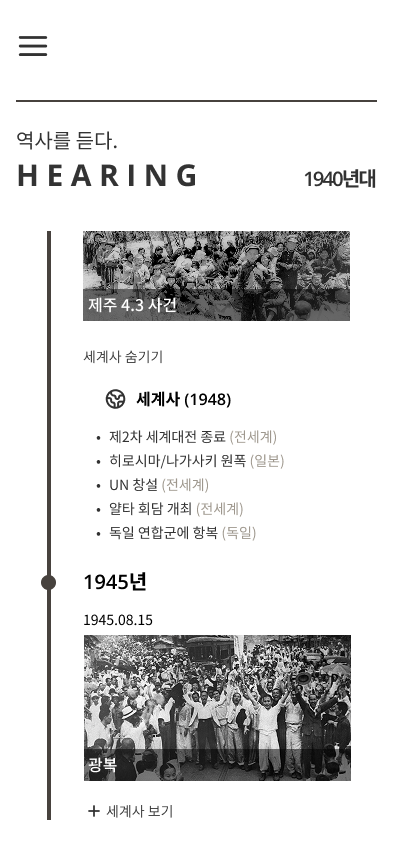 역사를 듣다.
HEARING
1940년대
제주 4.3 사건
세계사 숨기기
세계사 (1948)
• 제2차 세계대전 종료 (전세계)
• 히로시마/나가사키 원폭 (일본)
• UN 창설 (전세계)
• 얄타 회담 개최 (전세계)
• 독일 연합군에 항복 (독일)
1945년
1945.08.15
광복
+ 세계사 보기